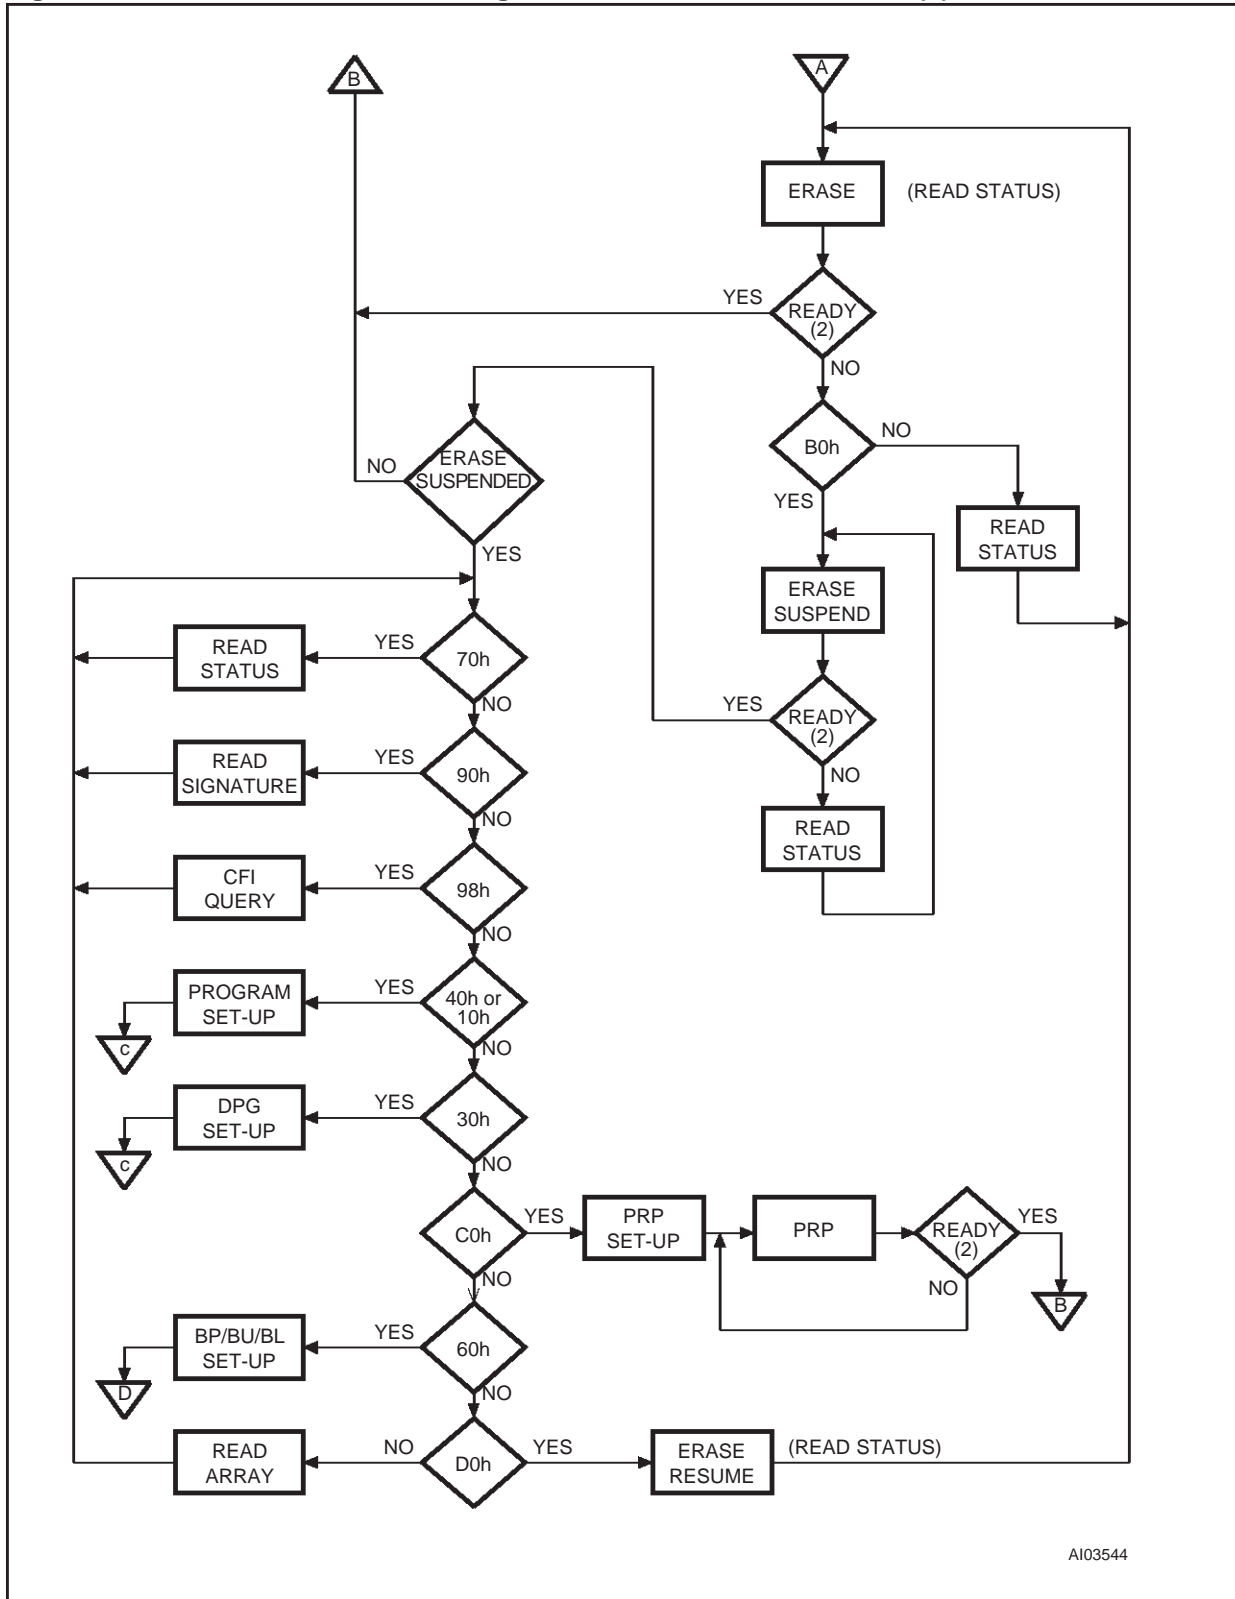 B
A
ERASE
(READ STATUS)
YES
READY
(2)
NO
ERASE
SUSPENDED
NO
B0h
NO
YES
READ
STATUS
YES
ERASE
SUSPEND
READ
STATUS
YES
70h
NO
YES
READY
(2)
NO
READ
SIGNATURE
YES
90h
NO
READ
STATUS
CFI
QUERY
YES
98h
NO
PROGRAM
SET-UP
YES
40h or
10h
NO
c
DPG
SET-UP
YES
30h
NO
c
C0h
YES
PRP
SET-UP
PRP
READY
(2)
YES
NO
NO
B
BP/BU/BL
SET-UP
YES
60h
NO
D
READ
ARRAY
NO
D0h
YES
ERASE
RESUME
(READ STATUS)
AI03544